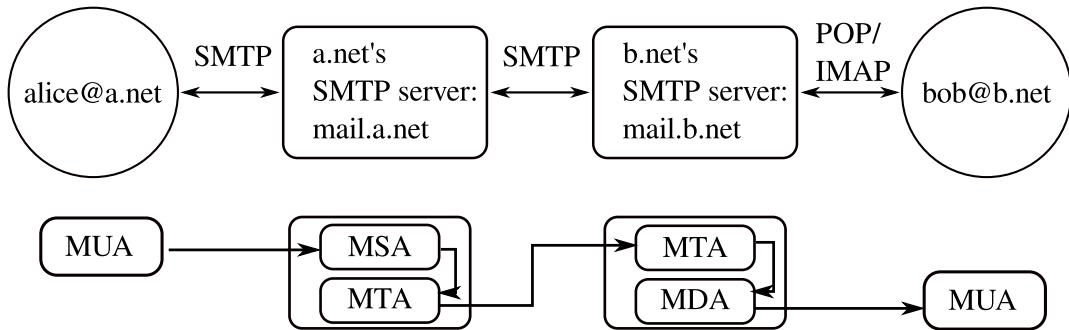 alice@a.net
SMTP
a.net's
SMTP server:
mail.a.net
SMTP
b.net's
SMTP server:
mail.b.net
POP/
IMAP
bob@b.net
MUA
MSA
MTA
MTA
MDA
MUA